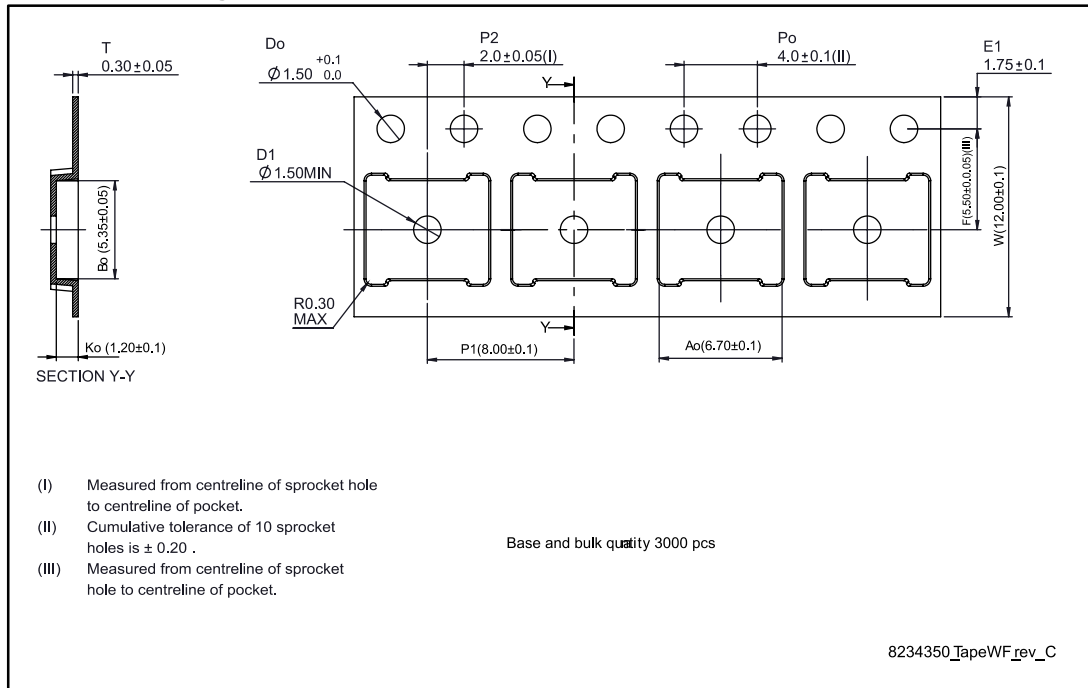 T
0.30±0.05
Do
+0.1
Ø1.50 0.0
P2
2.0±0.05(I)
Po
4.0±0.1(II)
E1
1.75±0.1
Y
D1
Ø1.50MIN
Bo (5.35±0.05)
F(5.50±0.0.05)(III)
W(12.00±0.1)
R0.30
MAX
Y
Ko (1.20±0.1)
P1(8.00±0.1)
Ao(6.70±0.1)
SECTION Y-Y
(I) Measured from centreline of sprocket hole
to centreline of pocket.
(II) Cumulative tolerance of 10 sprocket
holes is ± 0.20 .
(III) Measured from centreline of sprocket
hole to centreline of pocket.
Base and bulk quantity 3000 pcs
8234350_TapeWF_rev_C